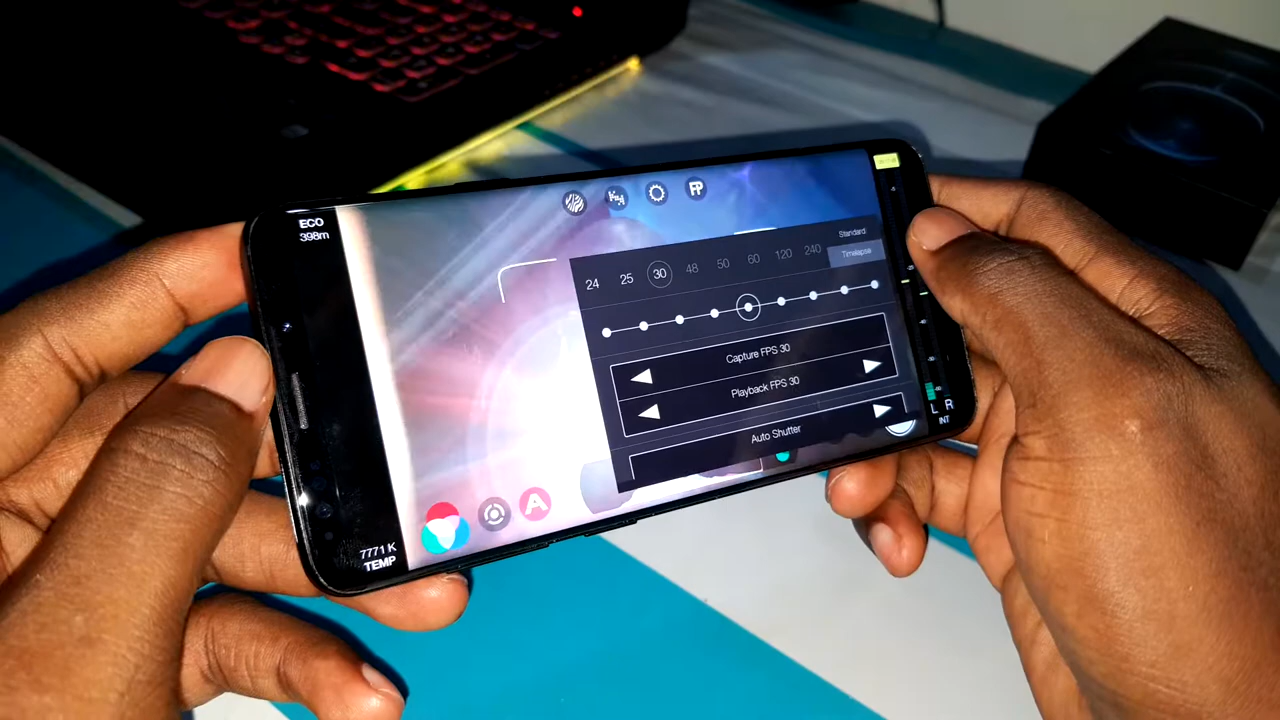 ECO
398m
FP
Standard
Timelapse
24 25 30 48 50 60 120 240
Capture FPS 30
Playback FPS 30
Auto Shutter
A
L R
INT
7771 K
TEMP